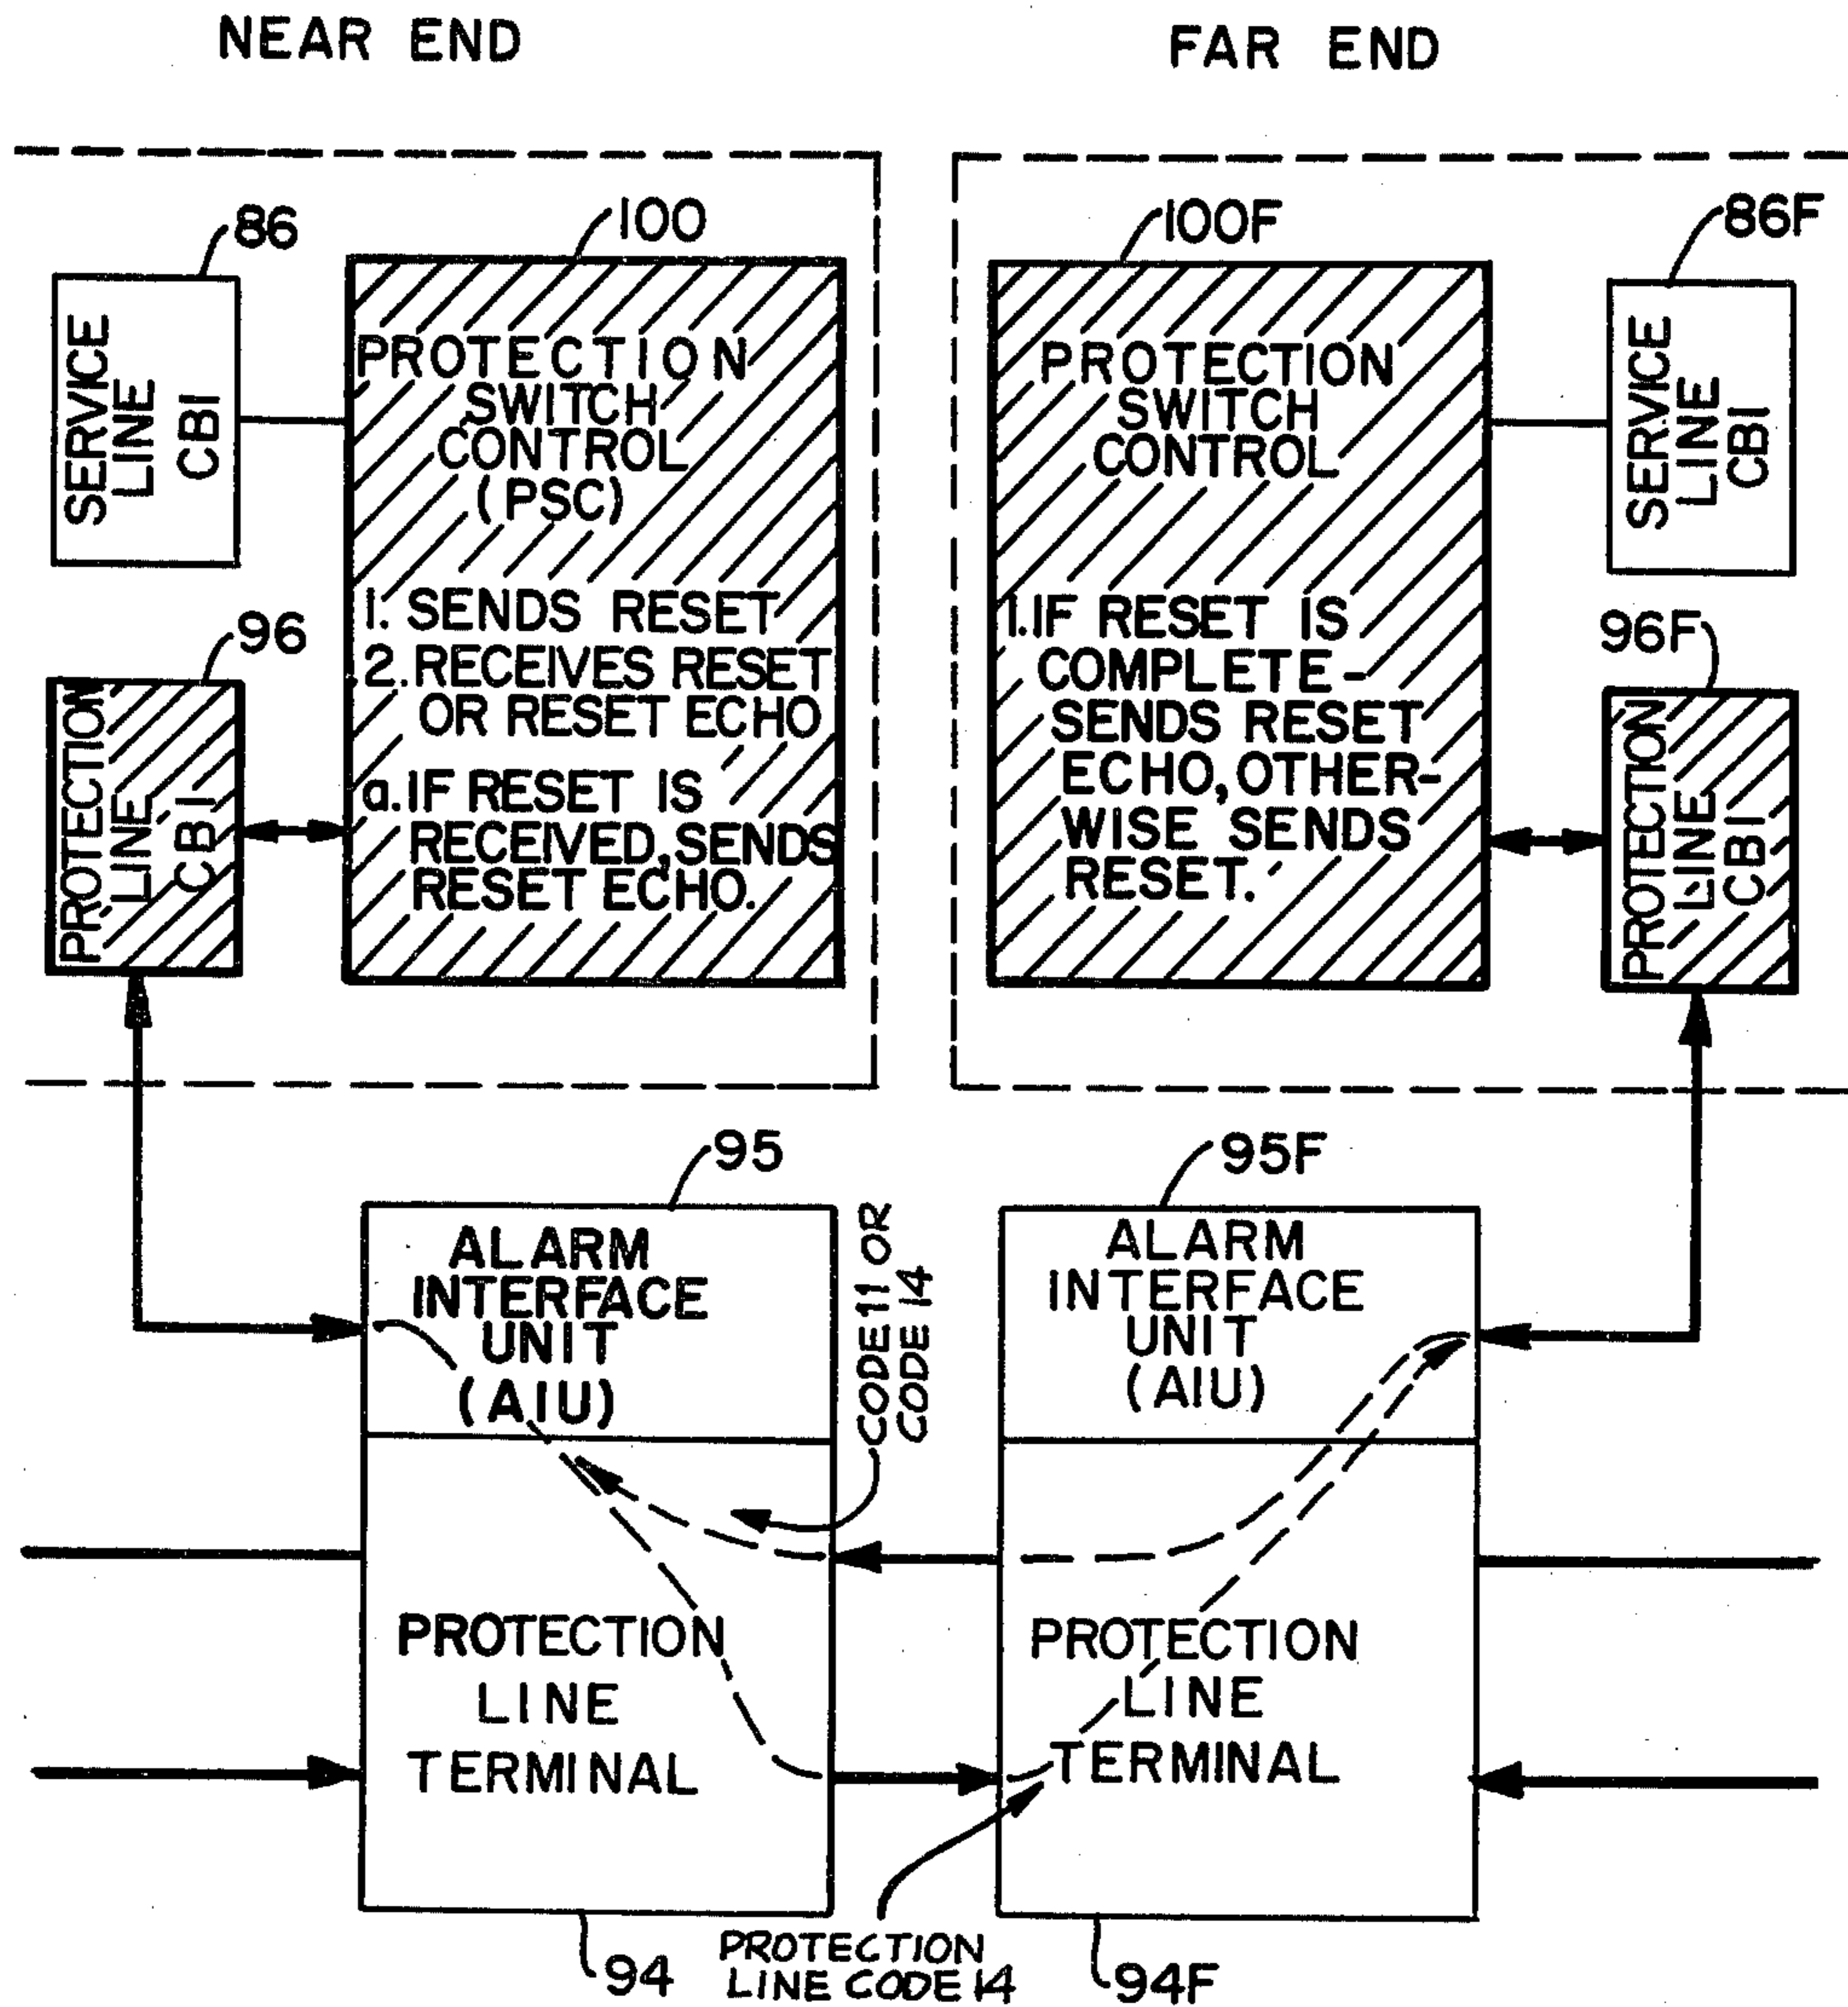 NEAR END
FAR END
86
100
100F
86F
SERVICE
LINE
CBI
PROTECTION
SWITCH
CONTROL
(PSC)
1. SENDS RESET
2. RECEIVES RESET
OR RESET ECHO
a. IF RESET IS
RECEIVED, SENDS
RESET ECHO.
PROTECTION
SWITCH
CONTROL
1. IF RESET IS
COMPLETE-
SENDS RESET
ECHO, OTHER-
WISE SENDS
RESET.
SERVICE
LINE
CBI
96
96F
PROTECTION
LINE
CBI
PROTECTION
LINE
CBI
95
95F
ALARM
INTERFACE
UNIT
(AIU)
CODE 11 OR
CODE 14
ALARM
INTERFACE
UNIT
(AIU)
PROTECTION
LINE
TERMINAL
PROTECTION
LINE
TERMINAL
94
PROTECTION
LINE CODE 14
94F